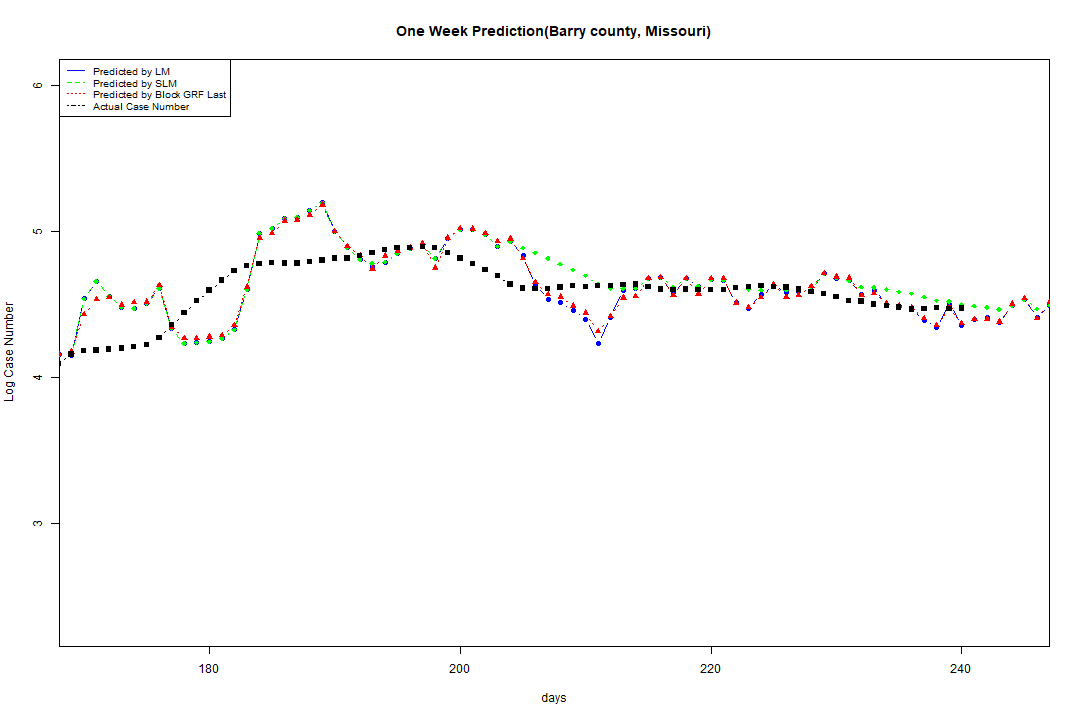 One Week Prediction(Barry county, Missouri)
Predicted by LM
Predicted by SLM
Predicted by Block GRF Last
Actual Case Number
6
5
4
3
Log Case Number
180
200
220
240
days